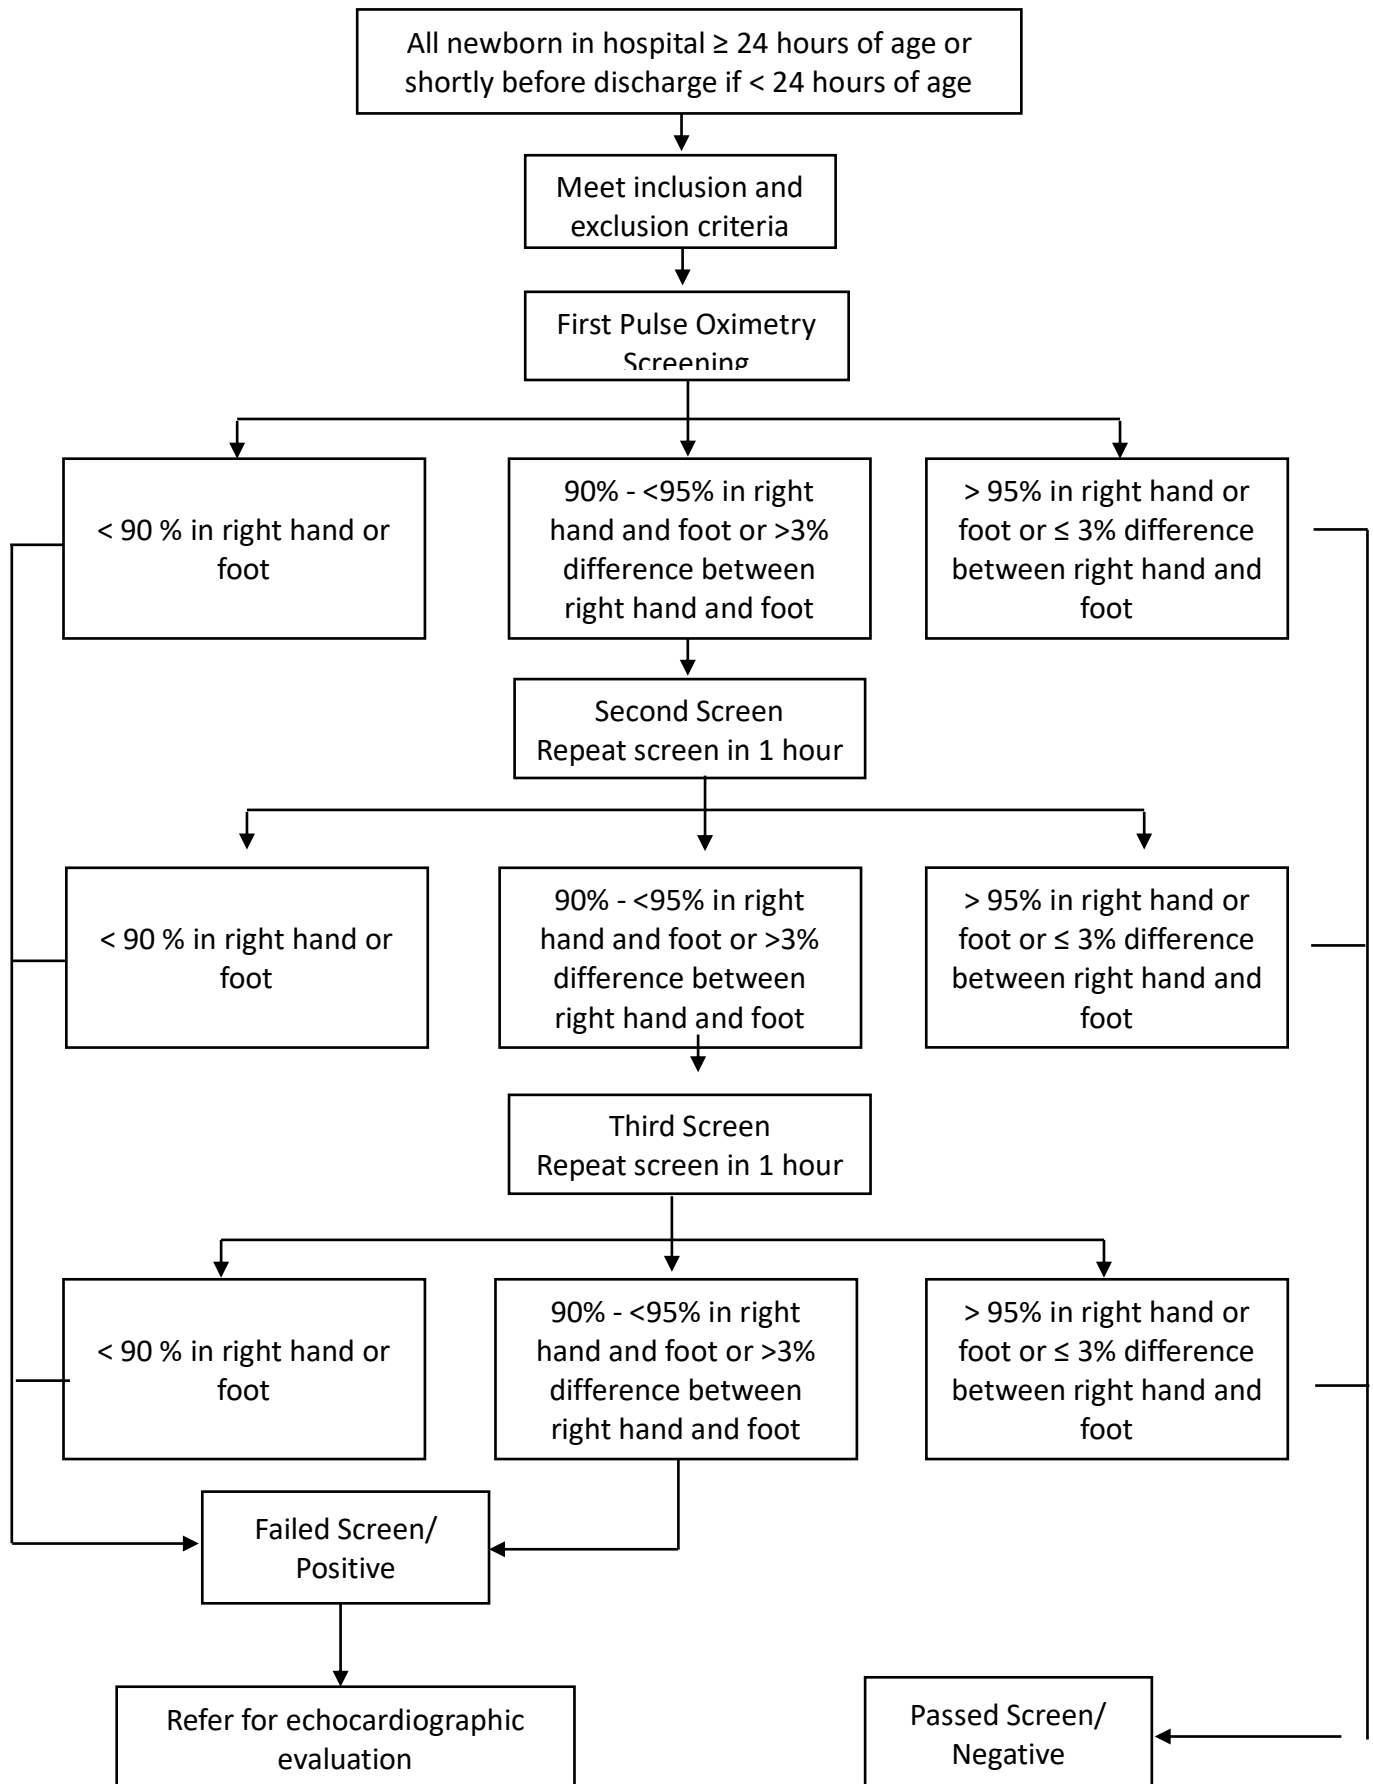 All newborn in hospital ≥ 24 hours of age or
shortly before discharge if < 24 hours of age
Meet inclusion and
exclusion criteria
First Pulse Oximetry
Screening
< 90 % in right hand or
foot
90% - <95% in right
hand and foot or >3%
difference between
right hand and foot
> 95% in right hand or
foot or ≤ 3% difference
between right hand and
foot
Second Screen
Repeat screen in 1 hour
< 90 % in right hand or
foot
90% - <95% in right
hand and foot or >3%
difference between
right hand and foot
> 95% in right hand or
foot or ≤ 3% difference
between right hand and
foot
Third Screen
Repeat screen in 1 hour
< 90 % in right hand or
foot
90% - <95% in right
hand and foot or >3%
difference between
right hand and foot
> 95% in right hand or
foot or ≤ 3% difference
between right hand and
foot
Failed Screen/
Positive
Refer for echocardiographic
evaluation
Passed Screen/
Negative